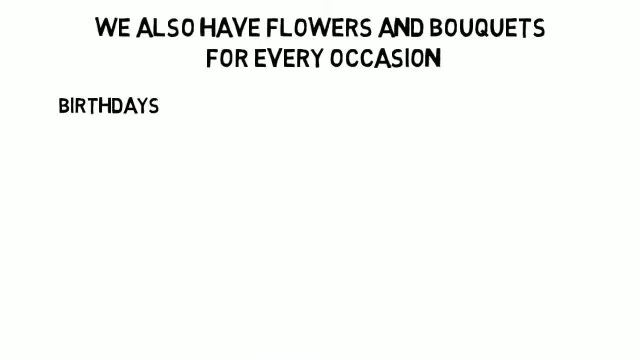 WE ALSO HAVE FLOWERS AND BOUQUETS
FOR EVERY OCCASION
BIRTHDAYS